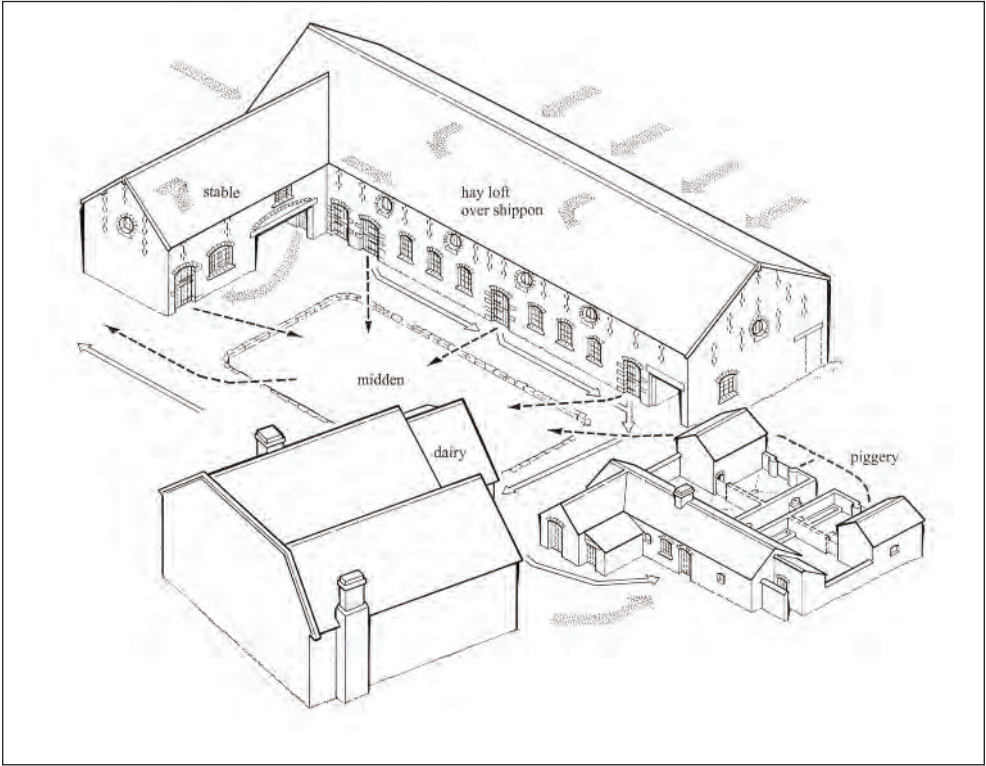 stable
hay loft
over shippon
midden
dairy
piggery